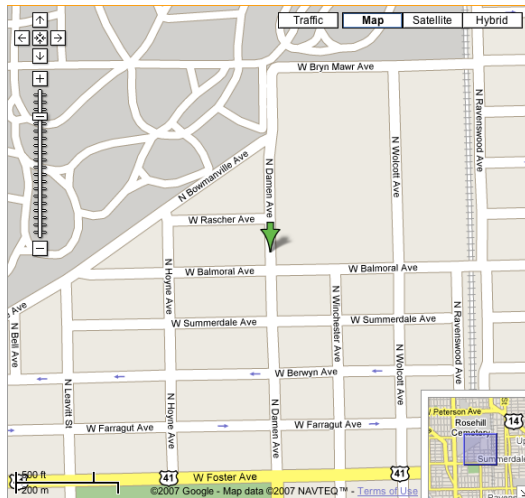 Traffic
Map
Satellite
Hybrid
W Bryn Mawr Ave
N Ravenswood Ave
N Bowmanville Ave
N Damen Ave
N Wolcott Ave
W Rascher Ave
N Hoyne Ave
W Balmoral Ave
W Balmoral Ave
Ave
N Bell Ave
N Winchester Ave
N Ravenswood Ave
W Summerdale Ave
W Summerdale Ave
N Leavitt St
N Hoyne Ave
W Berwyn Ave
N Wolcott Ave
N Damen Ave
W Farragut Ave
W Farragut Ave
W Peterson Ave
14
Rosehill
Cemetery
Summerdale
500 ft
200 m
41
W Foster Ave
41
©2007 Google - Map data ©2007 NAVTEQ™ - Terms of Use